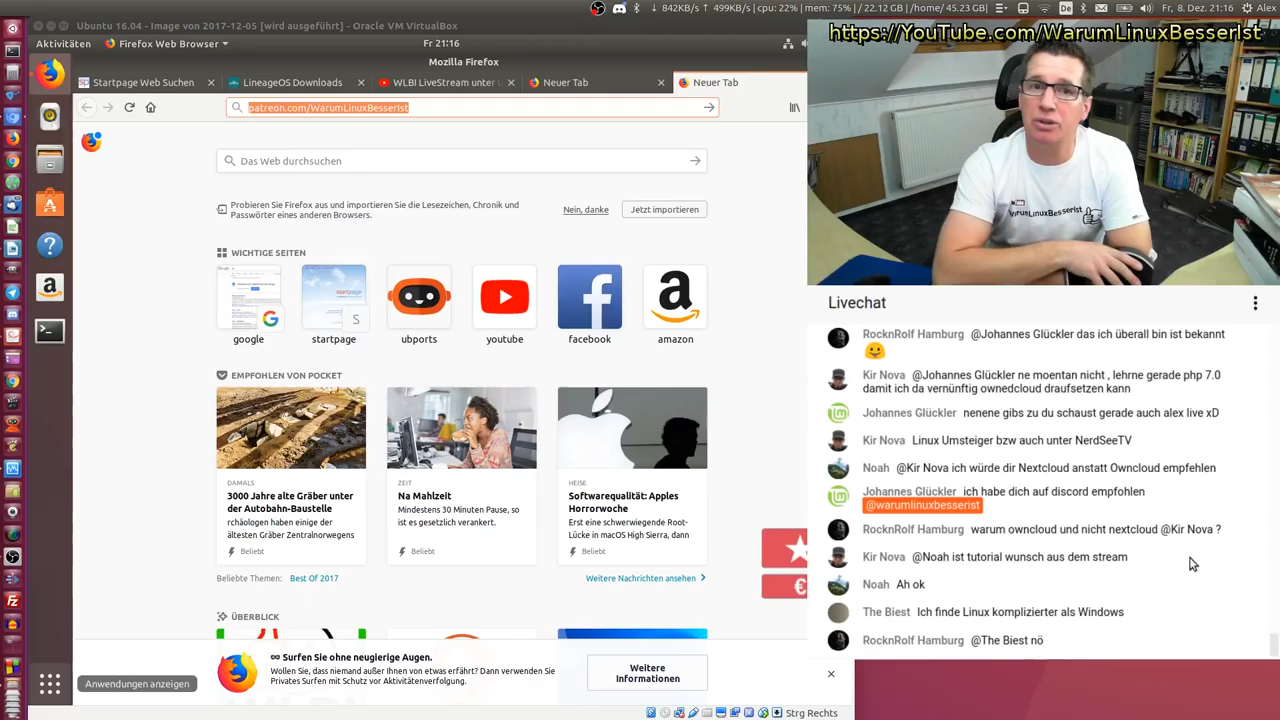 Ubuntu 16.04 - Image von 2017-12-05 [wird ausgeführt] - Oracle VM VirtualBox
842KB/s
499KB/s
cpu: 22%
mem: 75%
// 22.12 GB
/home/45.23 GB
De
Fr, 8. Dez, 21:16
Alex
Aktivitäten
Firefox Web Browser
Fr 21:16
Mozilla Firefox
Startpage Web Suchen
LineageOS Downloads
WLBI LiveStream unter
Neuer Tab
Neuer Tab
patreon.com/WarumLinuxBesserIst
Das Web durchsuchen
Probieren Sie Firefox aus und importieren Sie die Lesezeichen, Chronik und
Passwörter eines anderen Browsers.
Nein, danke
Jetzt importieren
WICHTIGE SEITEN
startpage
S
google
startpage
ubports
youtube
facebook
amazon
EMPFOHLEN VON POCKET
DAMALS
3000 Jahre alte Gräber unter
der Autobahn-Baustelle
rchäologen haben einige der
ältesten Gräber Zentralnorwegens
Beliebt
ZEIT
Na Mahlzeit
Mindestens 30 Minuten Pause, so
ist es gesetzlich verankert.
Beliebt
HEISE
Softwarequalität: Apples
Horrorwoche
Erst eine schwerwiegende Root-
Lücke in macOS High Sierra, dann
Beliebt
Beliebte Themen:
Best Of 2017
Weitere Nachrichten ansehen
ÜBERBLICK
Surfen Sie ohne neugierige Augen.
Wollen Sie, dass niemand außer Ihnen von etwas erfährt? Dann verwenden Sie
Privates Surfen mit Schutz vor Aktivitätenverfolgung.
Weitere
Informationen
Anwendungen anzeigen
Strg Rechts
https://YouTube.com/WarumLinuxBesserIst
WarumLinuxBesserIst
Livechat
RocknRolf Hamburg @Johannes Glückler das ich überall bin ist bekannt
Kir Nova @Johannes Glückler ne moentan nicht , lehrne gerade php 7.0
damit ich da vernünftig ownedcloud draufsetzen kann
Johannes Glückler nenene gibs zu du schaust gerade auch alex live xD
Kir Nova Linux Umsteiger bzw auch unter NerdSeeTV
Noah @Kir Nova ich würde dir Nextcloud anstatt Owncloud empfehlen
Johannes Glückler ich habe dich auf discord empfohlen
@warumlinuxbesserist
RocknRolf Hamburg warum owncloud und nicht nextcloud @Kir Nova ?
Kir Nova @Noah ist tutorial wunsch aus dem stream
Noah Ah ok
The Biest Ich finde Linux komplizierter als Windows
RocknRolf Hamburg @The Biest nö